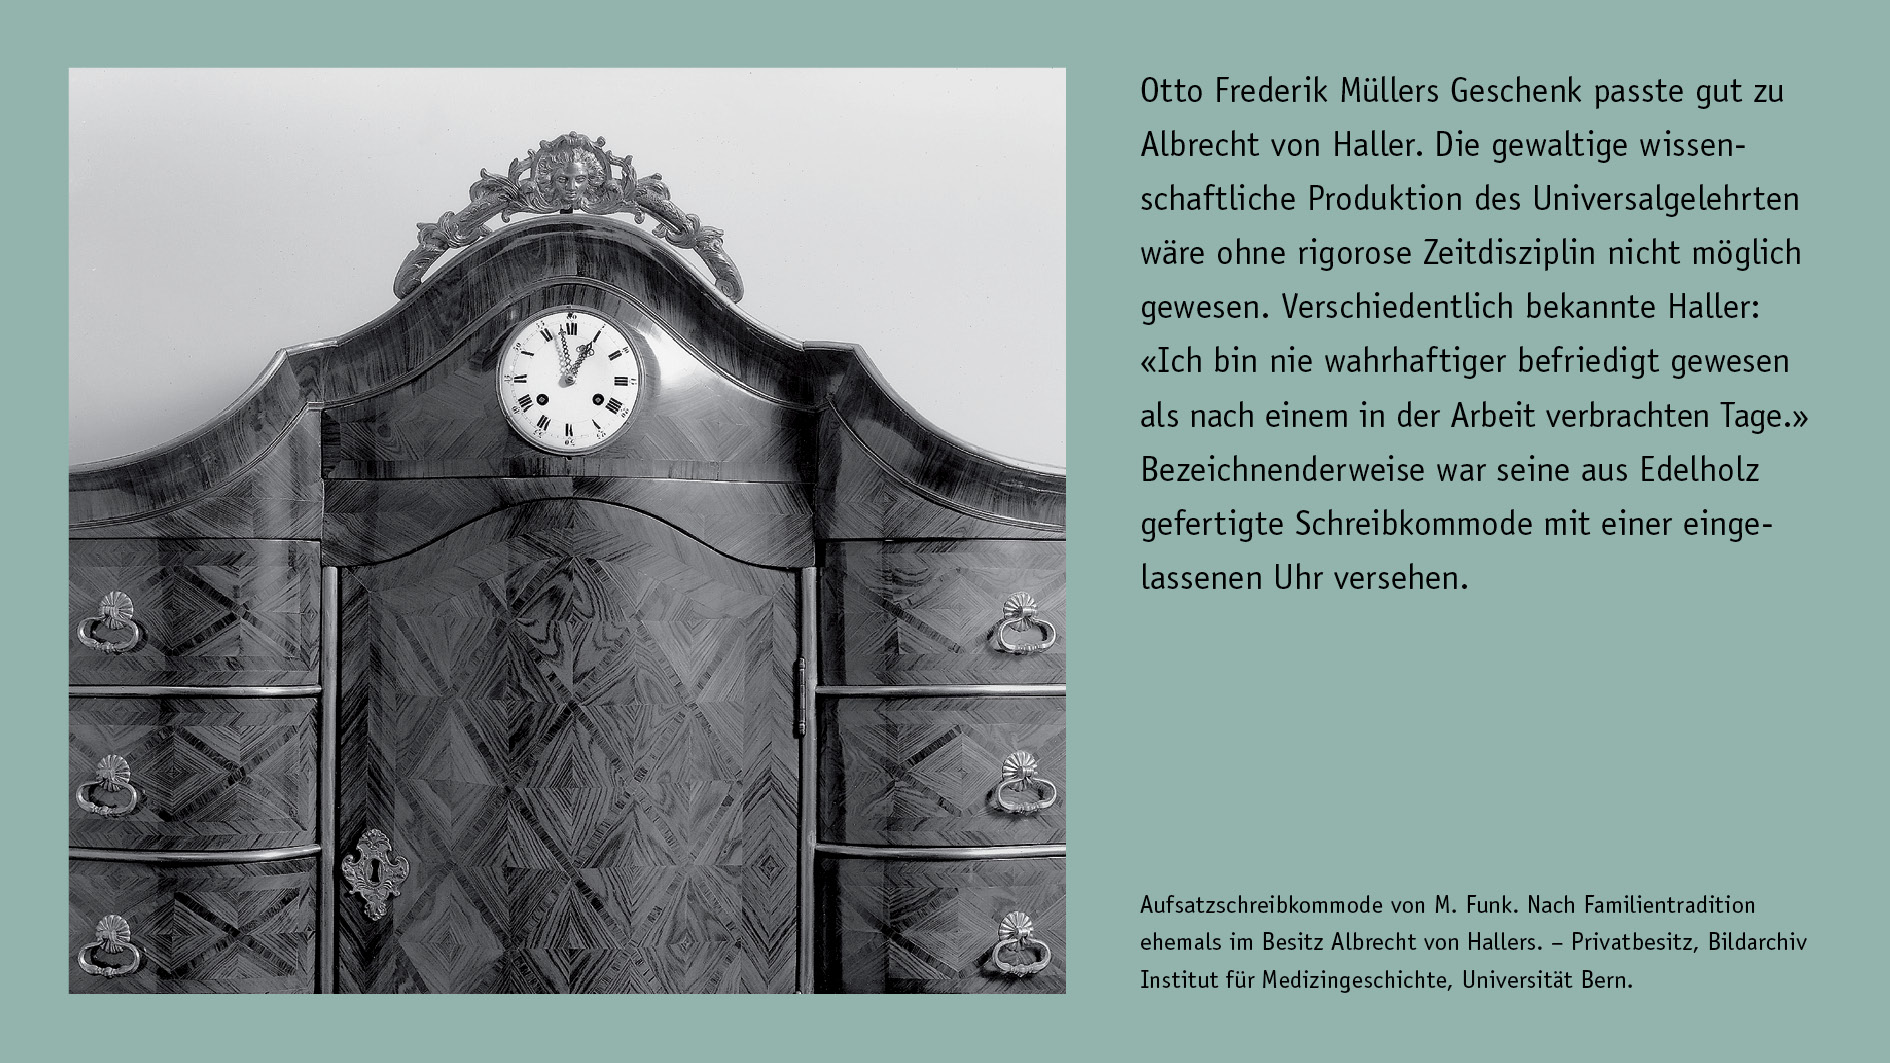 Otto Frederik Müllers Geschenk passte gut zu
Albrecht von Haller. Die gewaltige wissen-
schaftliche Produktion des Universalgelehrten
wäre ohne rigorose Zeitdisziplin nicht möglich
gewesen. Verschiedentlich bekannte Haller:
«Ich bin nie wahrhaftiger befriedigt gewesen
als nach einem in der Arbeit verbrachten Tage.»
Bezeichnenderweise war seine aus Edelholz
gefertigte Schreibkommode mit einer einge-
lassenen Uhr versehen.
Aufsatzschreibkommode von M. Funk. Nach Familientradition
ehemals im Besitz Albrecht von Hallers. – Privatbesitz, Bildarchiv
Institut für Medizingeschichte, Universität Bern.